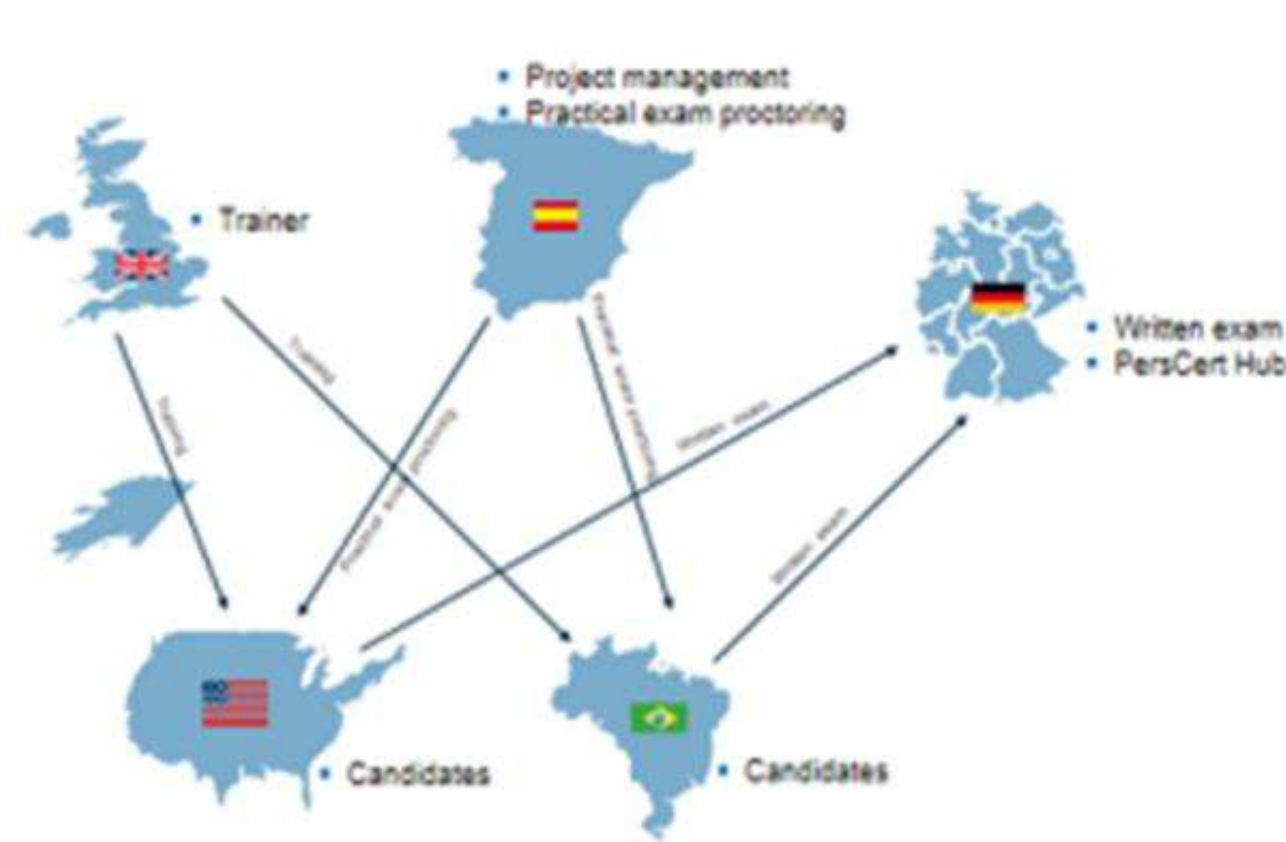 Project management
Practical exam proctoring
Trainer
Written exam
PersCert Hub
Training
Training
Practical exam proctoring
Practical exam proctoring
Written exam
Written exam
Candidates
Candidates